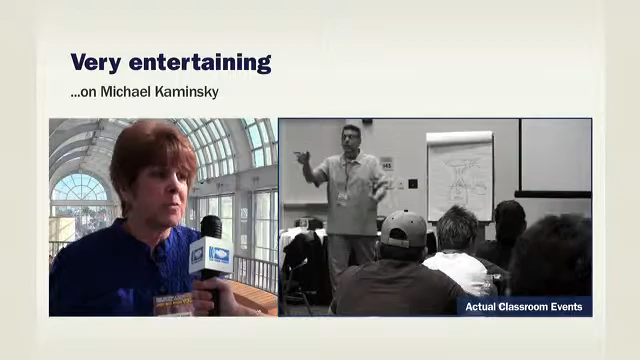 Very entertaining
...on Michael Kaminsky
Actual Classroom Events